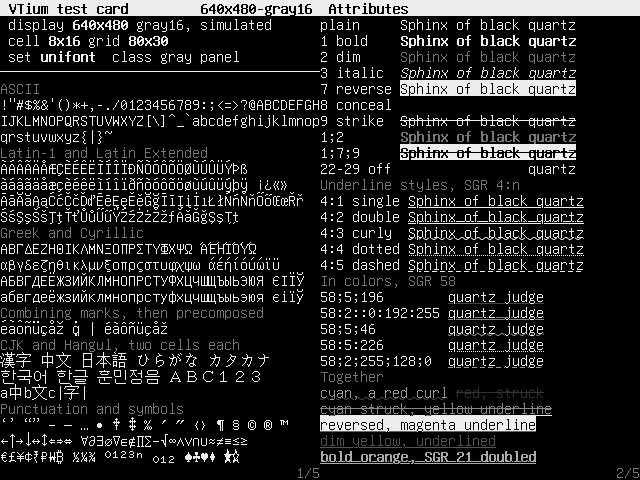 VTium test card 640x480-gray16
display 640x480 gray16, simulated
cell 8x16 grid 80x30
set unifont class gray panel
ASCII
!"#$%&'()*+,-./0123456789:;<=>?@ABCDEFGH
IJKLMNOPQRSTUVWXYZ[\]^_`abcdefghijklmnop
qrstuvwxyz{|}~
Latin-1 and Latin Extended
Greek and Cyrillic
ΑΒΓΔΕΖΗΘΙΚΛΜΝΞΟΠΡΣΤΥΦΧΨΩ ΆΈΉΊΌΎΏ
αβγδεζηθικλμνξοπρςστυφχψω άέήίόύώϊϋ
АБВГДЕЖЗИЙКЛМНОПРСТУФХЦЧШЩЪЫЬЭЮЯ ЄІЇЎ
абвгдежзийклмнопрстуфхцчшщъыьэюя єіїў
Combining marks, then precomposed
CJK and Hangul, two cells each
漢字 中文 日本語 ひらがな カタカナ
한국어 한글 훈민정음 ＡＢＣ１２３
a中b文c|字|
Punctuation and symbols
1/5
Attributes
plain Sphinx of black quartz
1 bold Sphinx of black quartz
2 dim Sphinx of black quartz
3 italic Sphinx of black quartz
7 reverse Sphinx of black quartz
8 conceal
9 strike Sphinx of black quartz
1;2 Sphinx of black quartz
1;7;9 Sphinx of black quartz
22-29 off quartz
Underline styles, SGR 4:n
4:1 single Sphinx of black quartz
4:2 double Sphinx of black quartz
4:3 curly Sphinx of black quartz
4:4 dotted Sphinx of black quartz
4:5 dashed Sphinx of black quartz
In colors, SGR 58
58;5;196 quartz judge
58:2::0:192:255 quartz judge
58;5;46 quartz judge
58:5:226 quartz judge
58;2;255;128;0 quartz judge
Together
cyan, a red curl red, struck
cyan struck, yellow underline
reversed, magenta underline
dim yellow, underlined
bold orange, SGR 21 doubled
2/5